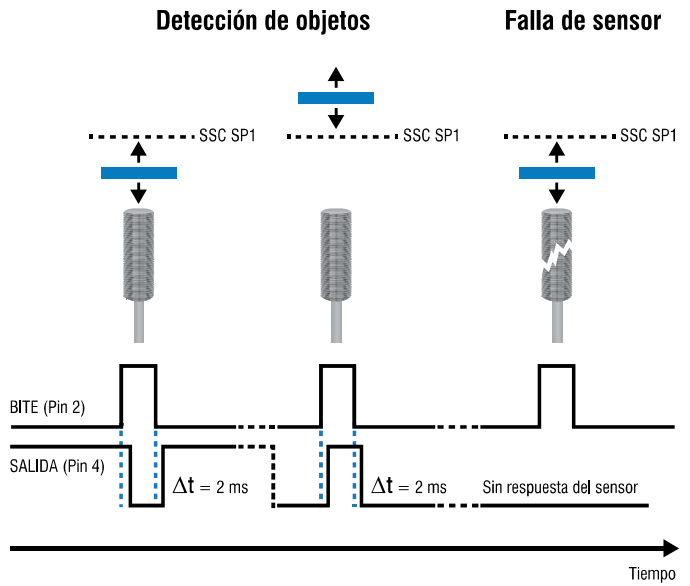 Detección de objetos
Falla de sensor
SSC SP1
SSC SP1
SSC SP1
BITE (Pin 2)
SALIDA (Pin 4)
Δt = 2 ms
Δt = 2 ms
Sin respuesta del sensor
Tiempo